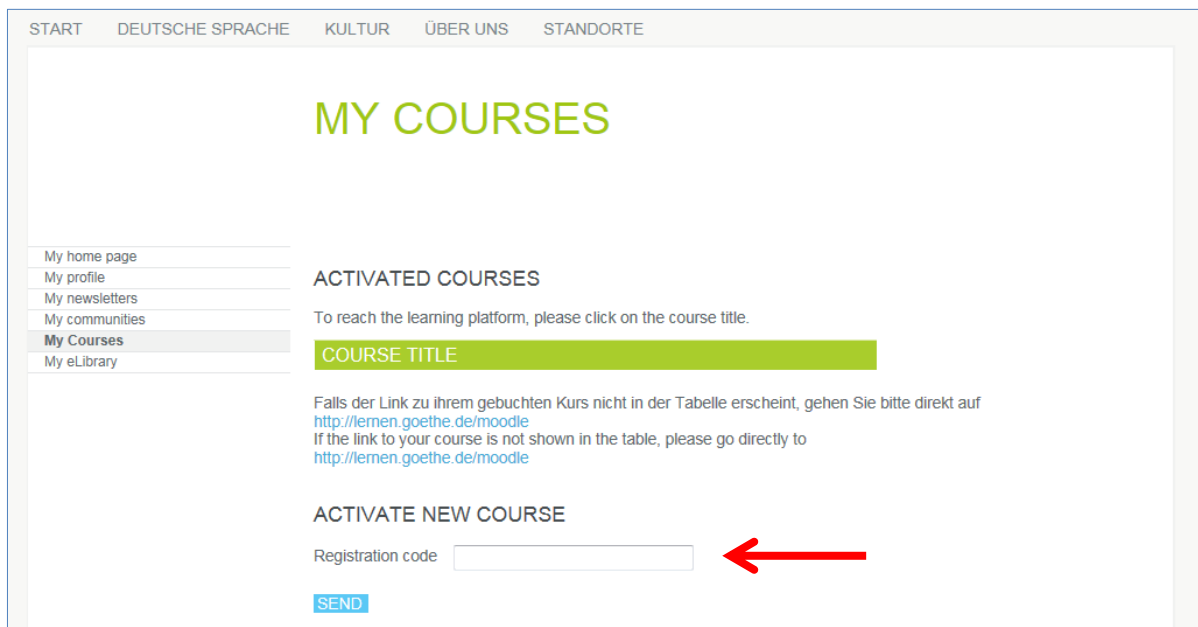 START DEUTSCHE SPRACHE KULTUR ÜBER UNS STANDORTE
MY COURSES
My home page
My profile
My newsletters
My communities
My Courses
My eLibrary
ACTIVATED COURSES
To reach the learning platform, please click on the course title.
COURSE TITLE
Falls der Link zu ihrem gebuchten Kurs nicht in der Tabelle erscheint, gehen Sie bitte direkt auf
http://lernen.goethe.de/moodle
If the link to your course is not shown in the table, please go directly to
http://lernen.goethe.de/moodle
ACTIVATE NEW COURSE
Registration code
SEND